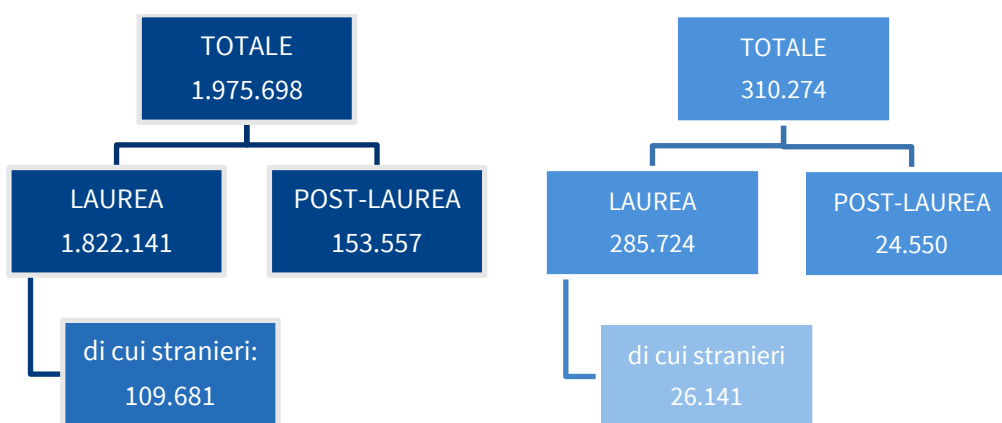 TOTALE
1.975.698
LAUREA
1.822.141
POST-LAUREA
153.557
di cui stranieri:
109.681
TOTALE
310.274
LAUREA
285.724
POST-LAUREA
24.550
di cui stranieri
26.141